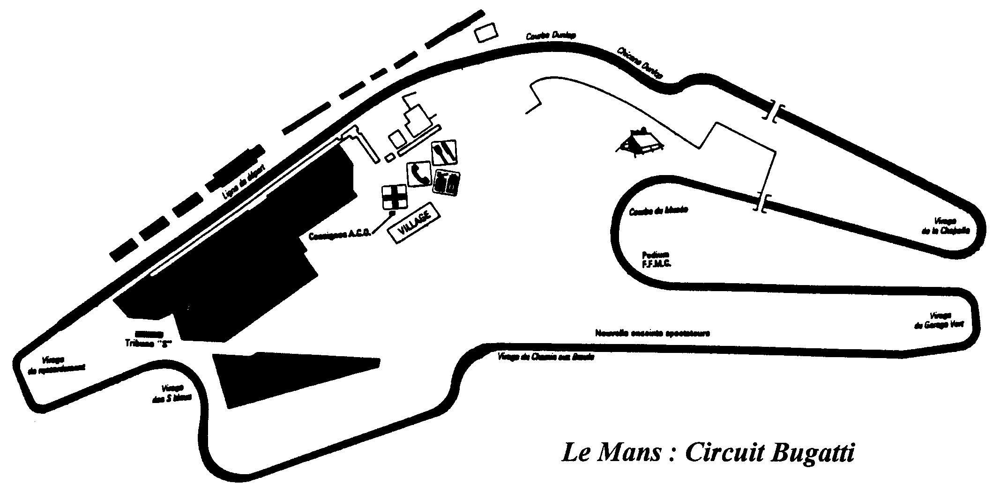 Courbe Dunlop
Chicane Dunlop
Ligne de départ
Virage
de la Chapelle
Courbe du Musée
Consignes A.C.O.
VILLAGE
Podium
F.F.M.C.
Virage
du Garage Vert
Nouvelle enceinte spectateurs
Tribune "S"
Virage du Chemin aux Boeufs
Virage
de raccordement
Virage
des S bleus
Le Mans : Circuit Bugatti